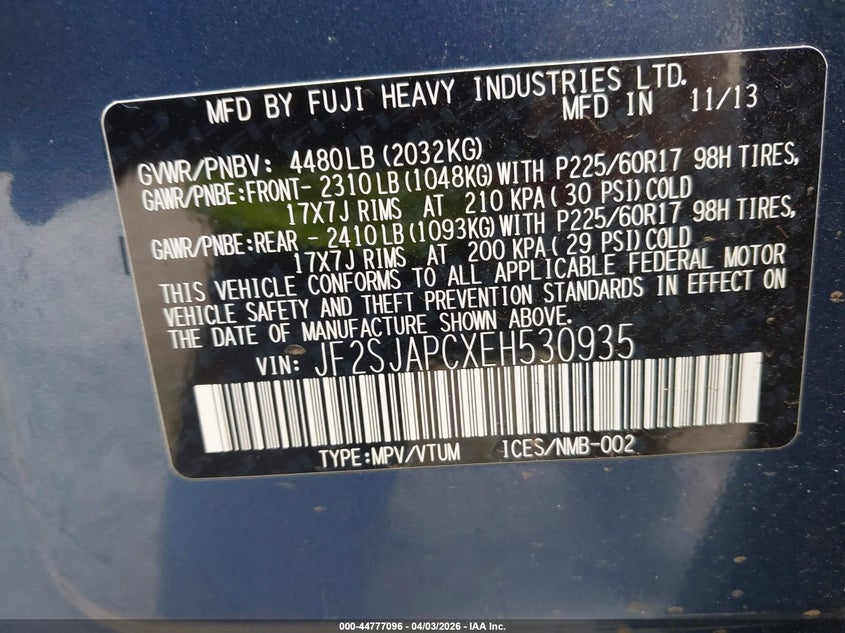 MFD BY FUJI HEAVY INDUSTRIES LTD.
MFD IN 11/13
GVWR/PNBV: 4480LB (2032KG)
GAWR/PNBE:FRONT- 2310LB (1048KG) WITH P225/60R17 98H TIRES,
17X7J RIMS AT 210 KPA( 30 PSI) COLD
GAWR/PNBE:REAR - 2410LB (1093KG) WITH P225/60R17 98H TIRES,
17X7J RIMS AT 200 KPA( 29 PSI) COLD
THIS VEHICLE CONFORMS TO ALL APPLICABLE FEDERAL MOTOR
VEHICLE SAFETY AND THEFT PREVENTION STANDARDS IN EFFECT ON
THE DATE OF MANUFACTURE SHOWN ABOVE.
VIN: JF2SJAPCXEH530935
TYPE:MPV/VTUM ICES/NMB-002
000-44777096 - 04/03/2026 - IAA Inc.